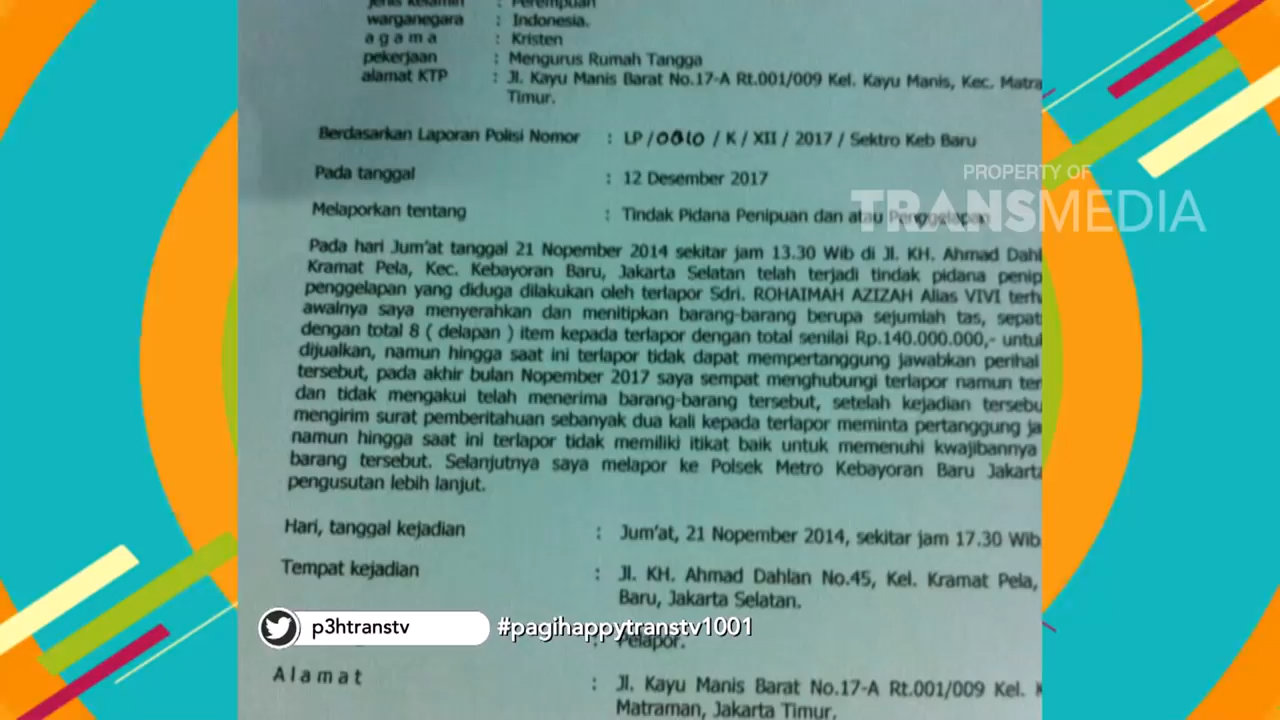 jenis kelamin : Perempuan
warganegara : Indonesia.
a g a m a : Kristen
pekerjaan : Mengurus Rumah Tangga
alamat KTP : Jl. Kayu Manis Barat No.17-A Rt.001/009 Kel. Kayu Manis, Kec. Matra
Timur.
Berdasarkan Laporan Polisi Nomor : LP /0810 / K / XII / 2017 / Sektro Keb Baru
Pada tanggal : 12 Desember 2017
PROPERTY OF
TRANSMEDIA
Melaporkan tentang : Tindak Pidana Penipuan dan atau Penggelapan
Pada hari Jum'at tanggal 21 Nopember 2014 sekitar jam 13.30 Wib di Jl. KH. Ahmad Dahl
Kramat Pela, Kec. Kebayoran Baru, Jakarta Selatan telah terjadi tindak pidana penip
penggelapan yang diduga dilakukan oleh terlapor Sdri. ROHAIMAH AZIZAH Alias VIVI terh
awalnya saya menyerahkan dan menitipkan barang-barang berupa sejumlah tas, sepat
dengan total 8 ( delapan ) item kepada terlapor dengan total senilai Rp.140.000.000,- untu
dijualkan, namun hingga saat ini terlapor tidak dapat mempertanggung jawabkan perihal
tersebut, pada akhir bulan Nopember 2017 saya sempat menghubungi terlapor namun ter
dan tidak mengakui telah menerima barang-barang tersebut, setelah kejadian tersebu
mengirim surat pemberitahuan sebanyak dua kali kepada terlapor meminta pertanggung ja
namun hingga saat ini terlapor tidak memiliki itikat baik untuk memenuhi kwajibannya
barang tersebut. Selanjutnya saya melapor ke Polsek Metro Kebayoran Baru Jakarta
pengusutan lebih lanjut.
Hari, tanggal kejadian : Jum'at, 21 Nopember 2014, sekitar jam 17.30 Wib
Tempat kejadian : Jl. KH. Ahmad Dahlan No.45, Kel. Kramat Pela,
Baru, Jakarta Selatan.
p3htranstv #pagihappytranstv1001
: Pelapor.
A l a m a t : Jl. Kayu Manis Barat No.17-A Rt.001/009 Kel. K
Matraman, Jakarta Timur.